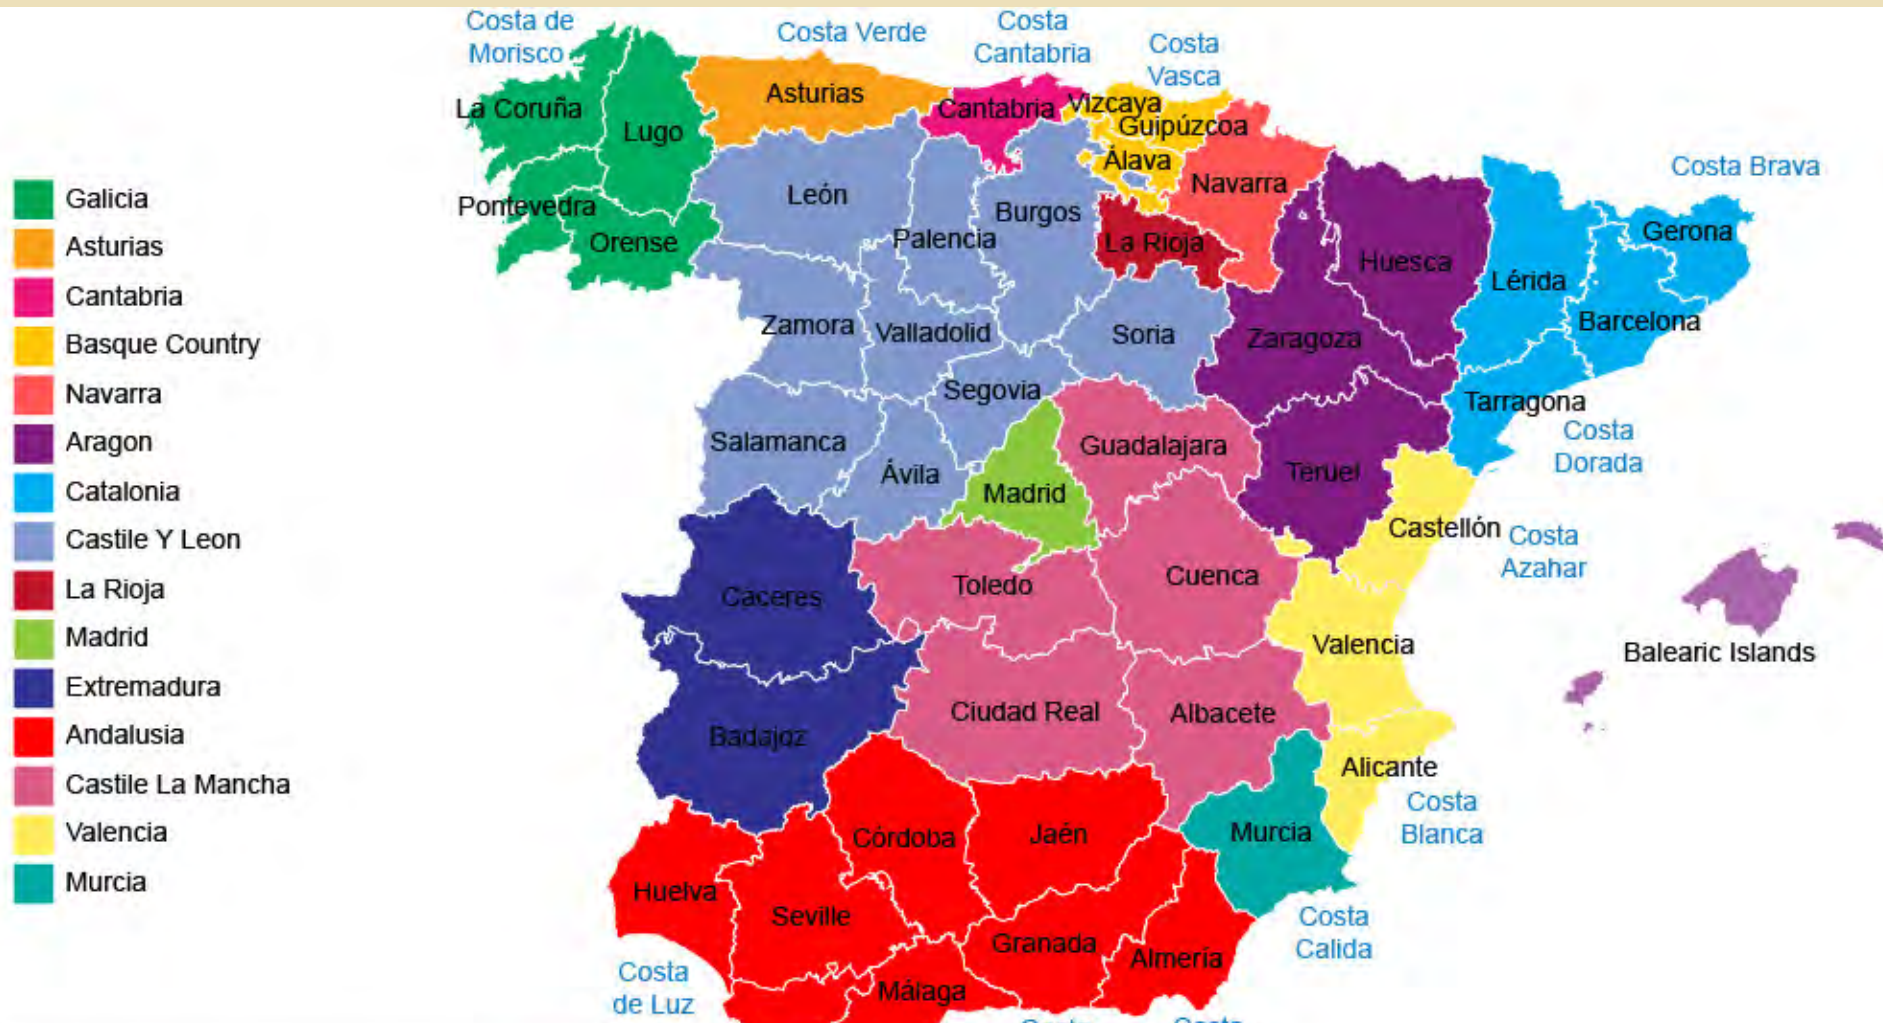 Costa de
Morisco
Costa Verde
Costa
Cantabria
Costa
Vasca
La Coruña
Lugo
Asturias
Cantabria
Vizcaya
Guipúzcoa
Álava
Navarra
Costa Brava
Pontevedra
Orense
León
Palencia
Burgos
La Rioja
Huesca
Lérida
Gerona
Barcelona
Zamora
Valladolid
Soria
Zaragoza
Segovia
Tarragona
Costa
Dorada
Salamanca
Ávila
Madrid
Guadalajara
Teruel
Castellón
Costa
Azahar
Caceres
Toledo
Cuenca
Valencia
Balearic Islands
Badajoz
Ciudad Real
Albacete
Alicante
Costa
Blanca
Córdoba
Jaén
Murcia
Huelva
Seville
Granada
Almería
Costa
Calida
Costa
de Luz
Málaga
Costa
Costa
Galicia
Asturias
Cantabria
Basque Country
Navarra
Aragon
Catalonia
Castile Y Leon
La Rioja
Madrid
Extremadura
Andalusia
Castile La Mancha
Valencia
Murcia